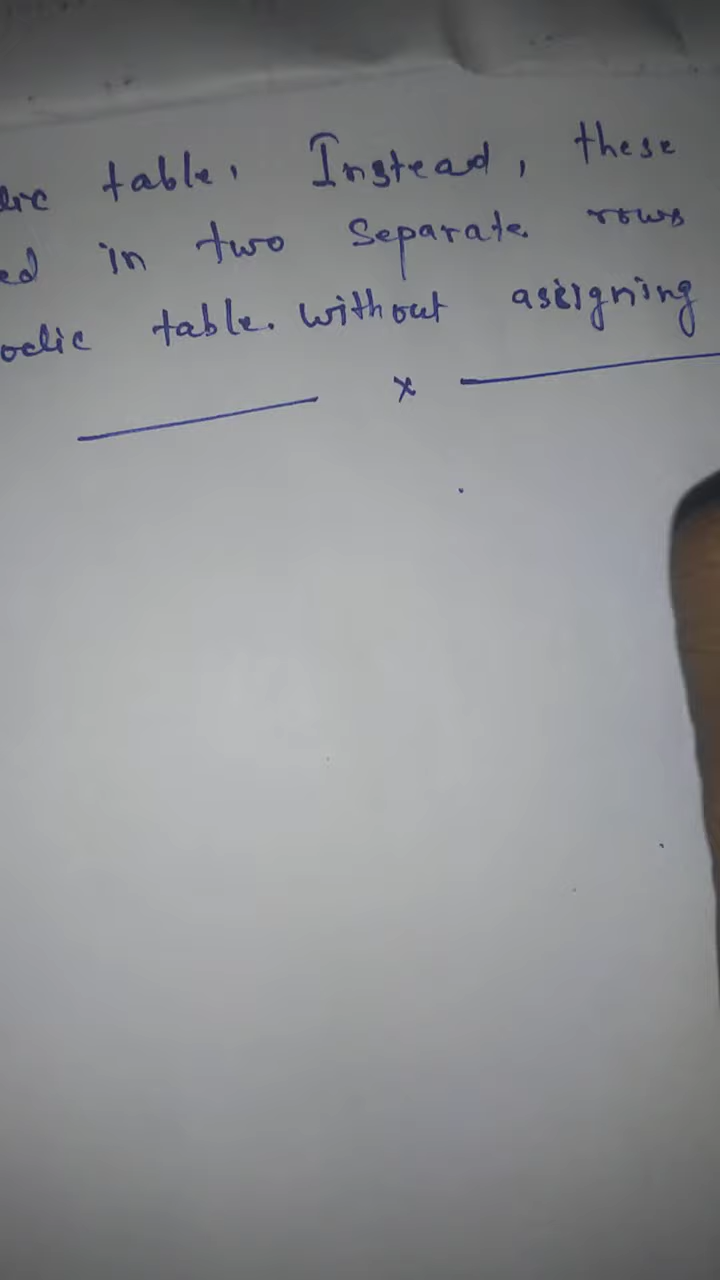 table. Instead, these
in two separate rows
table. without assigning
x